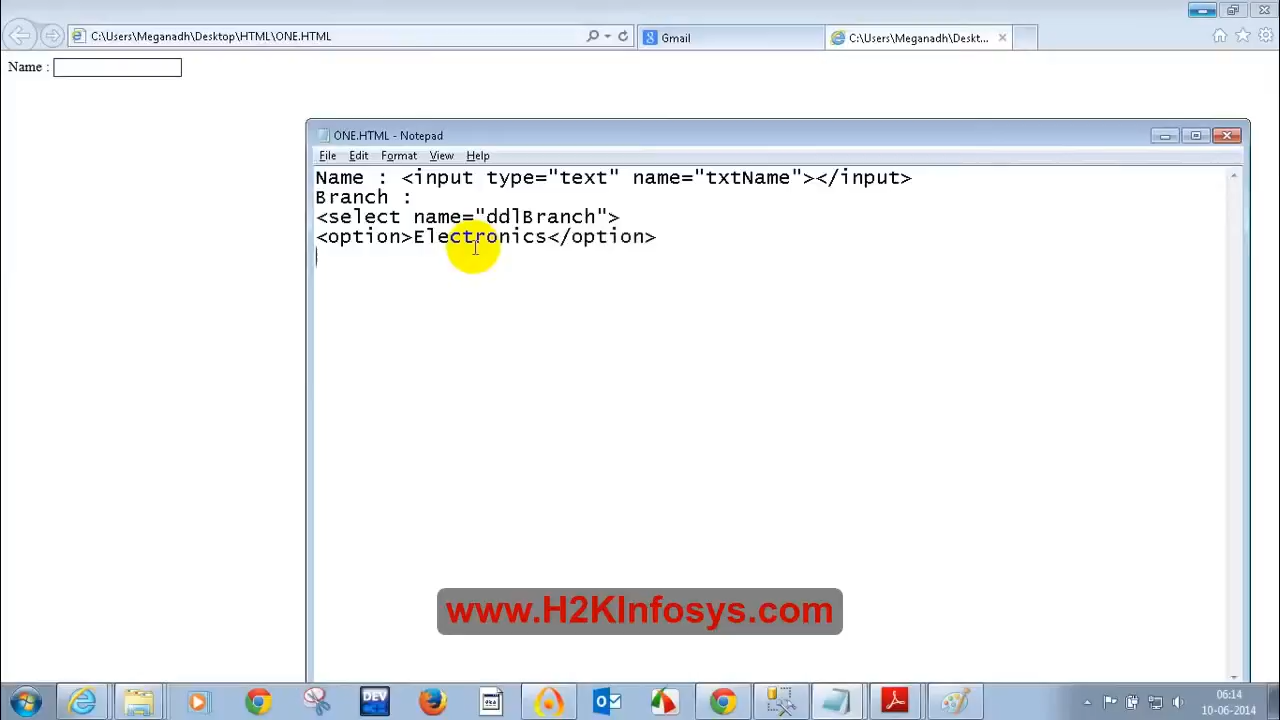 C:\Users\Meganadh\Desktop\HTML\ONE.HTML
Gmail
C:\Users\Meganadh\Deskt...
Name :
ONE.HTML - Notepad
File Edit Format View Help
Name : <input type="text" name="txtName"></input>
Branch :
<select name="ddlBranch">
<option>Electronics</option>
www.H2KInfosys.com
DEV
06:14
10-06-2014